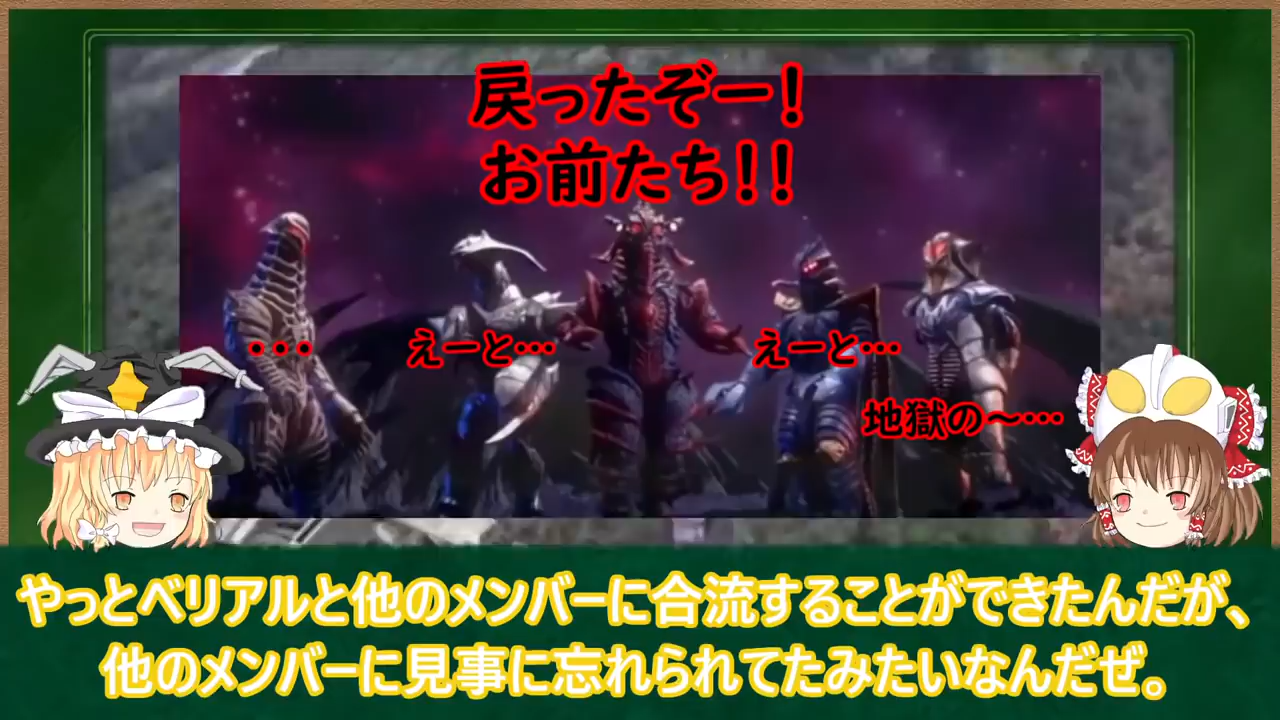 戻ったぞー!
お前たち!!
・・・
えーと…
えーと…
地獄の～…
やっとベリアルと他のメンバーに合流することができたんだが、
他のメンバーに見事に忘れられてたみたいなんだぜ。